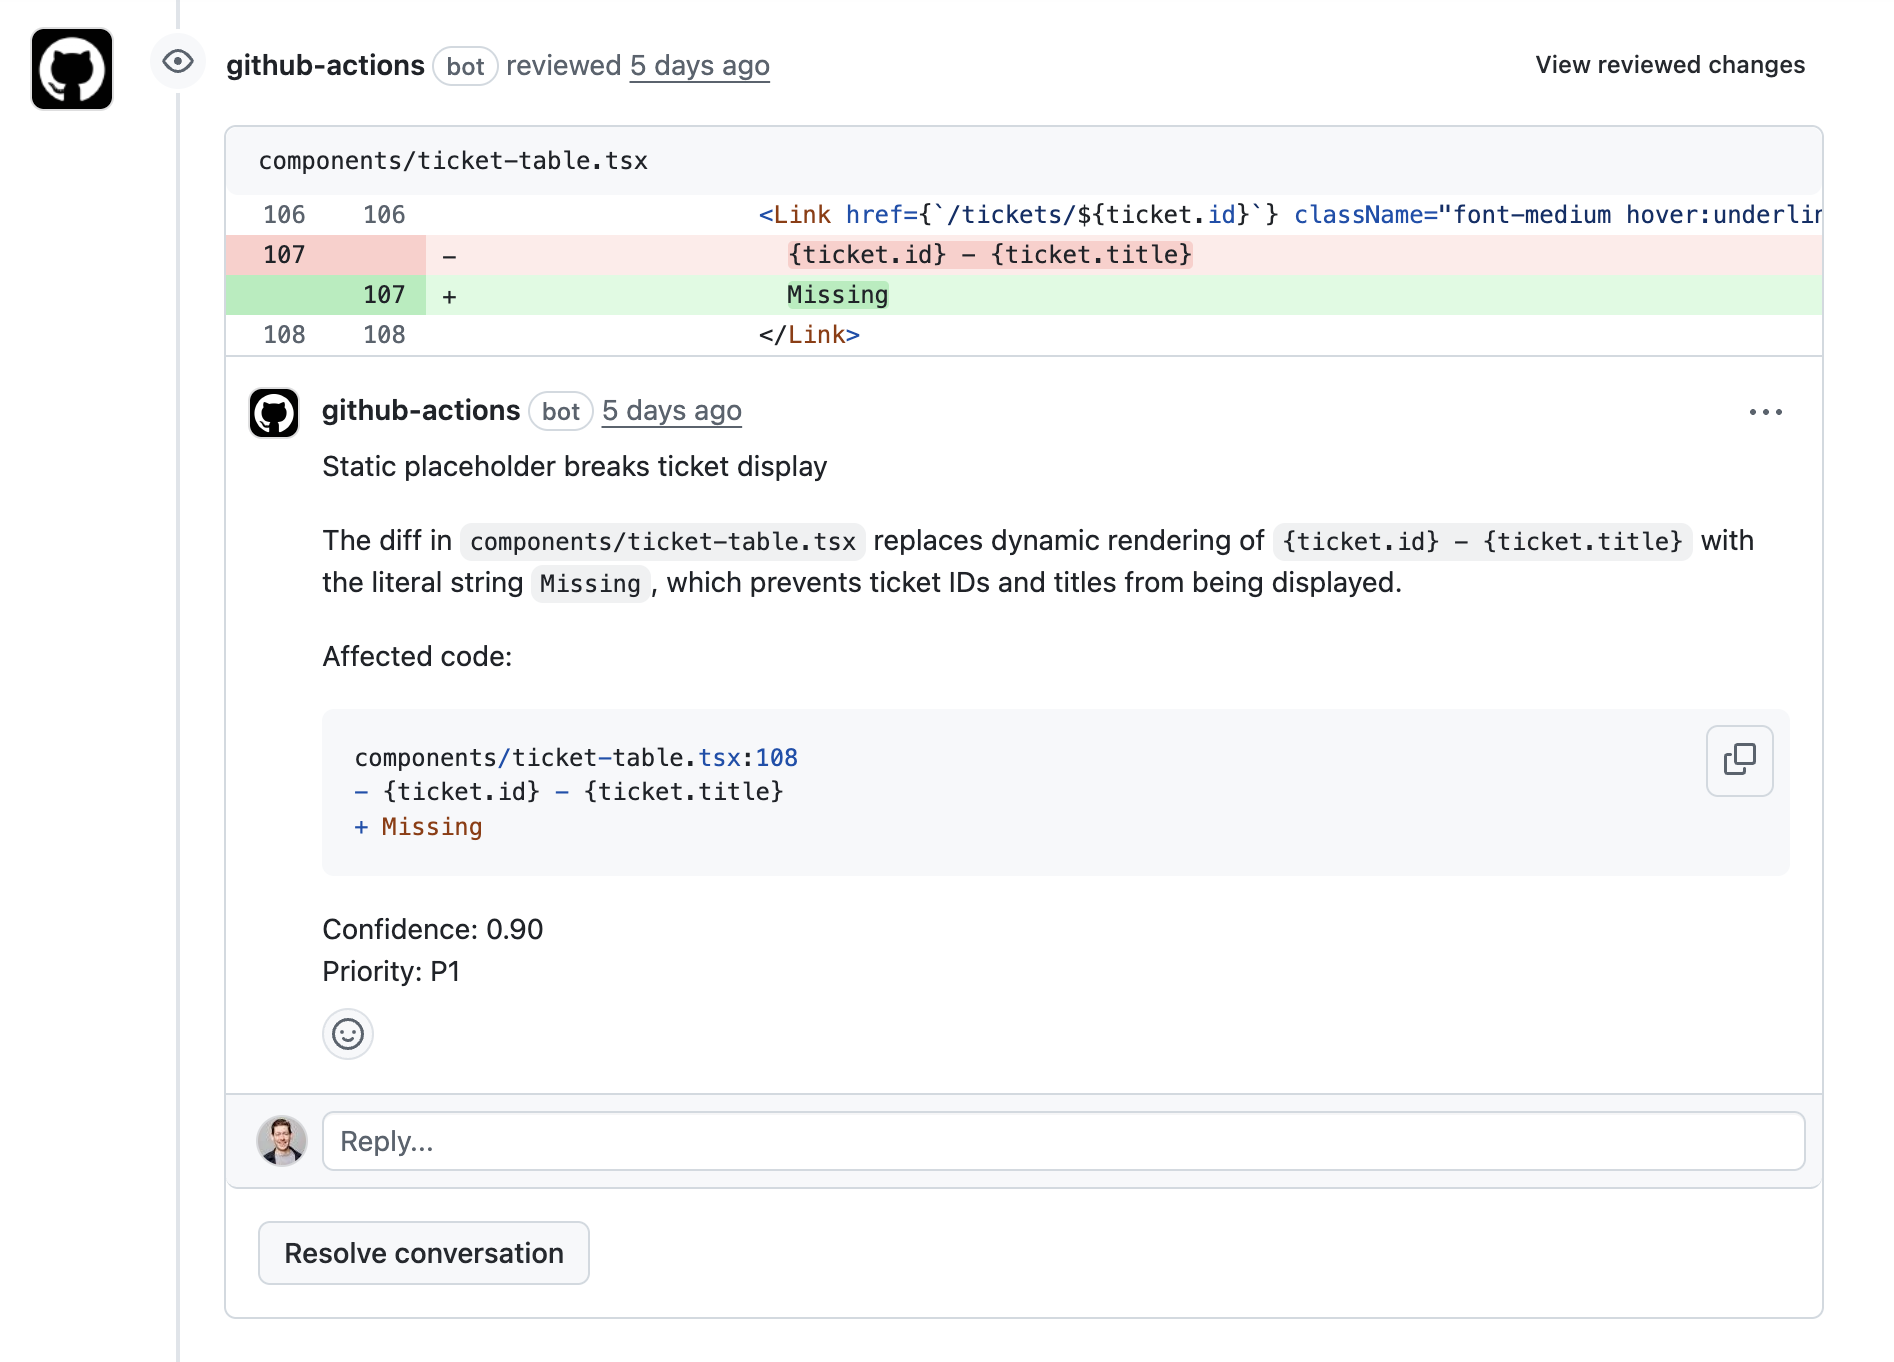 github-actions bot reviewed 5 days ago View reviewed changes
components/ticket-table.tsx
106 106 <Link href={`/tickets/${ticket.id}`} className="font-medium hover:underlin
107 - {ticket.id} - {ticket.title}
107 + Missing
108 108 </Link>
github-actions bot 5 days ago
Static placeholder breaks ticket display
The diff in components/ticket-table.tsx replaces dynamic rendering of {ticket.id} - {ticket.title} with
the literal string Missing, which prevents ticket IDs and titles from being displayed.
Affected code:
components/ticket-table.tsx:108
- {ticket.id} - {ticket.title}
+ Missing
Confidence: 0.90
Priority: P1
Reply...
Resolve conversation